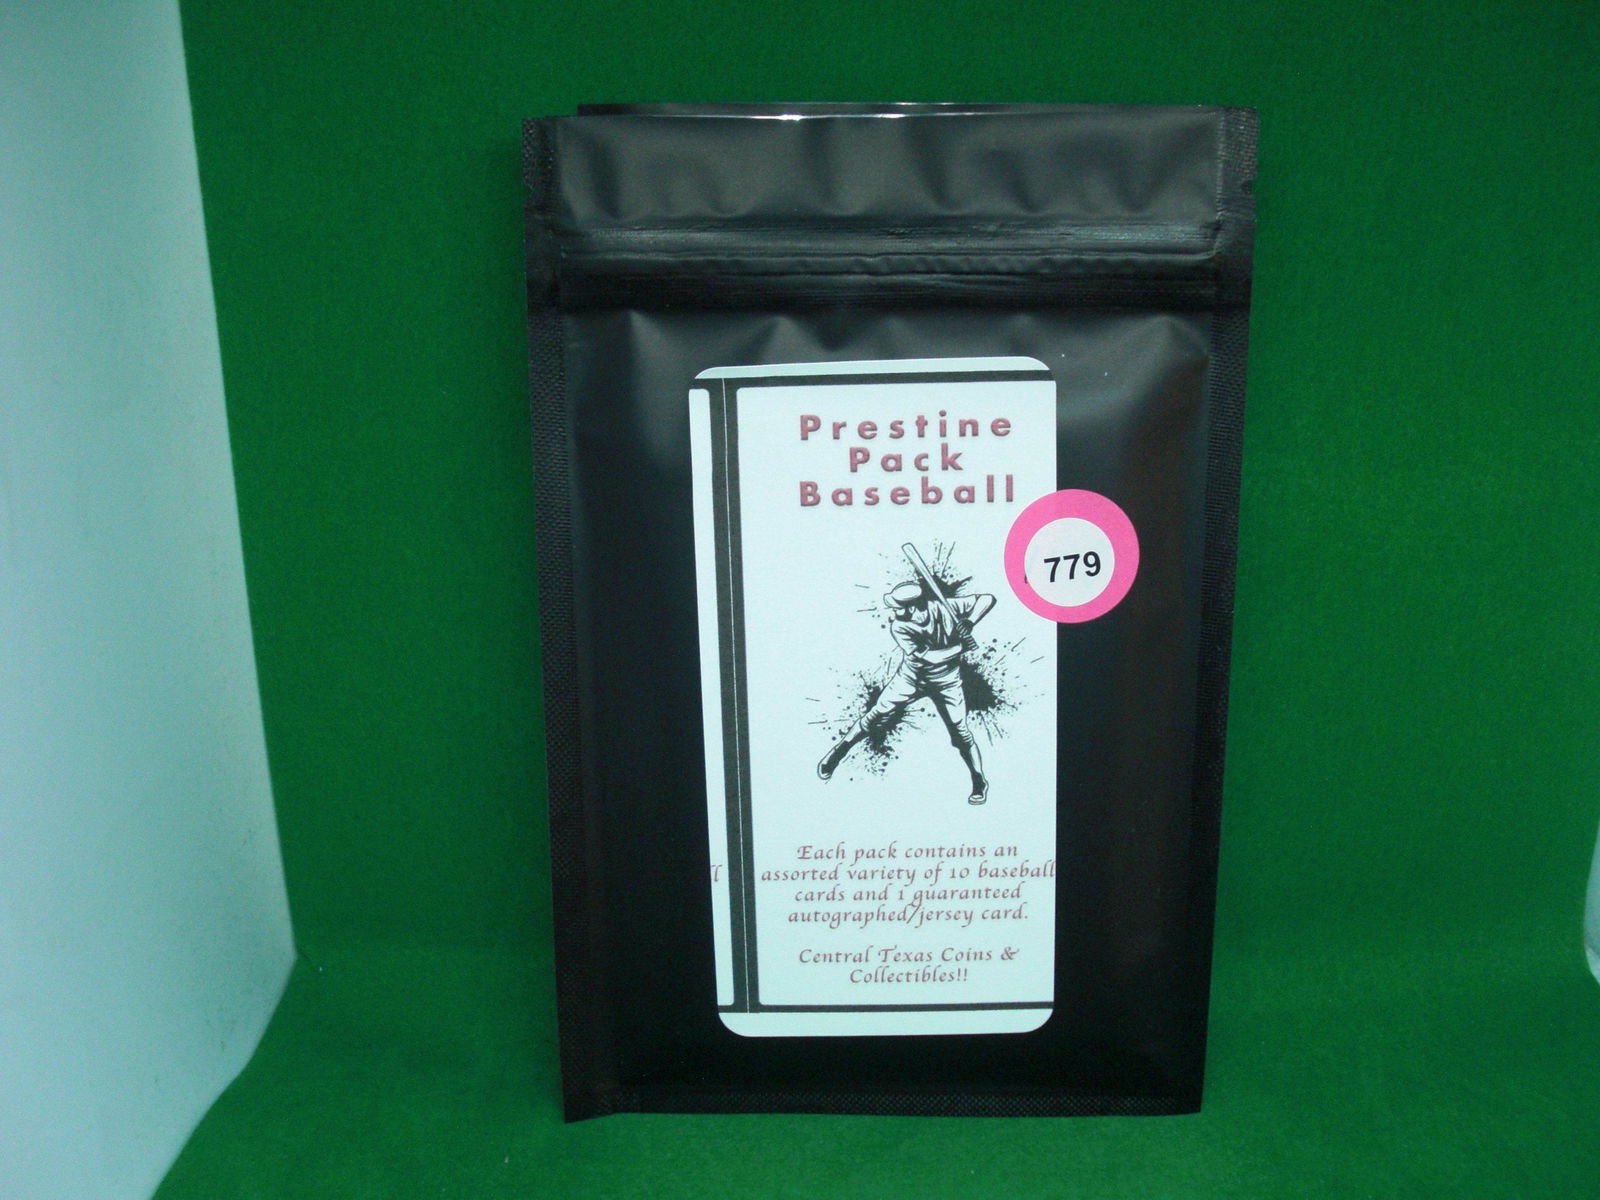 Prestine
Pack
Baseball
779
Each pack contains an
assorted variety of 10 baseball
cards and 1 guaranteed
autographed/jersey card.
Central Texas Coins &
Collectibles!!
ll